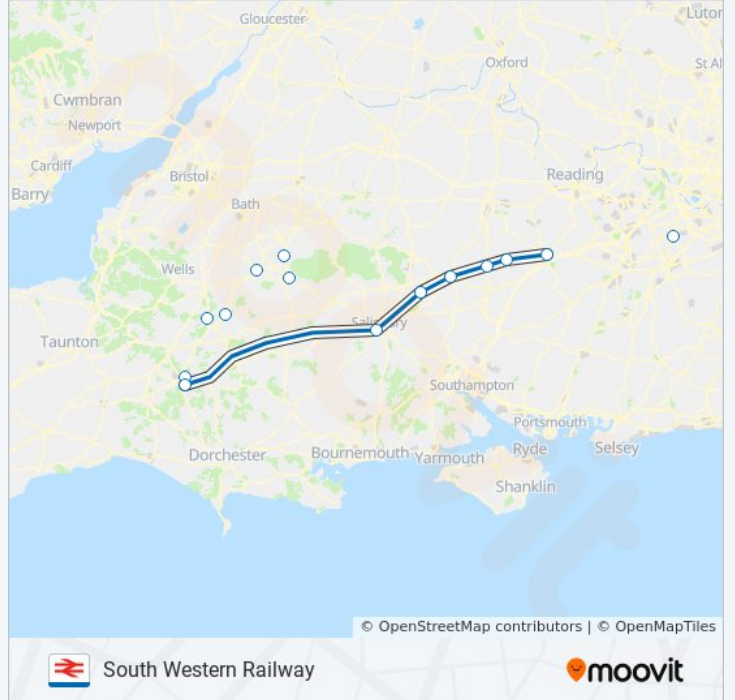 Gloucester
Luton
Oxford
St Al
Cwmbran
Newport
Cardiff
Bristol
Reading
Barry
Bath
Wells
Salisbury
Taunton
Southampton
Portsmouth
Dorchester
Bournemouth
Yarmouth
Ryde
Selsey
Shanklin
© OpenStreetMap contributors | © OpenMapTiles
South Western Railway
moovit